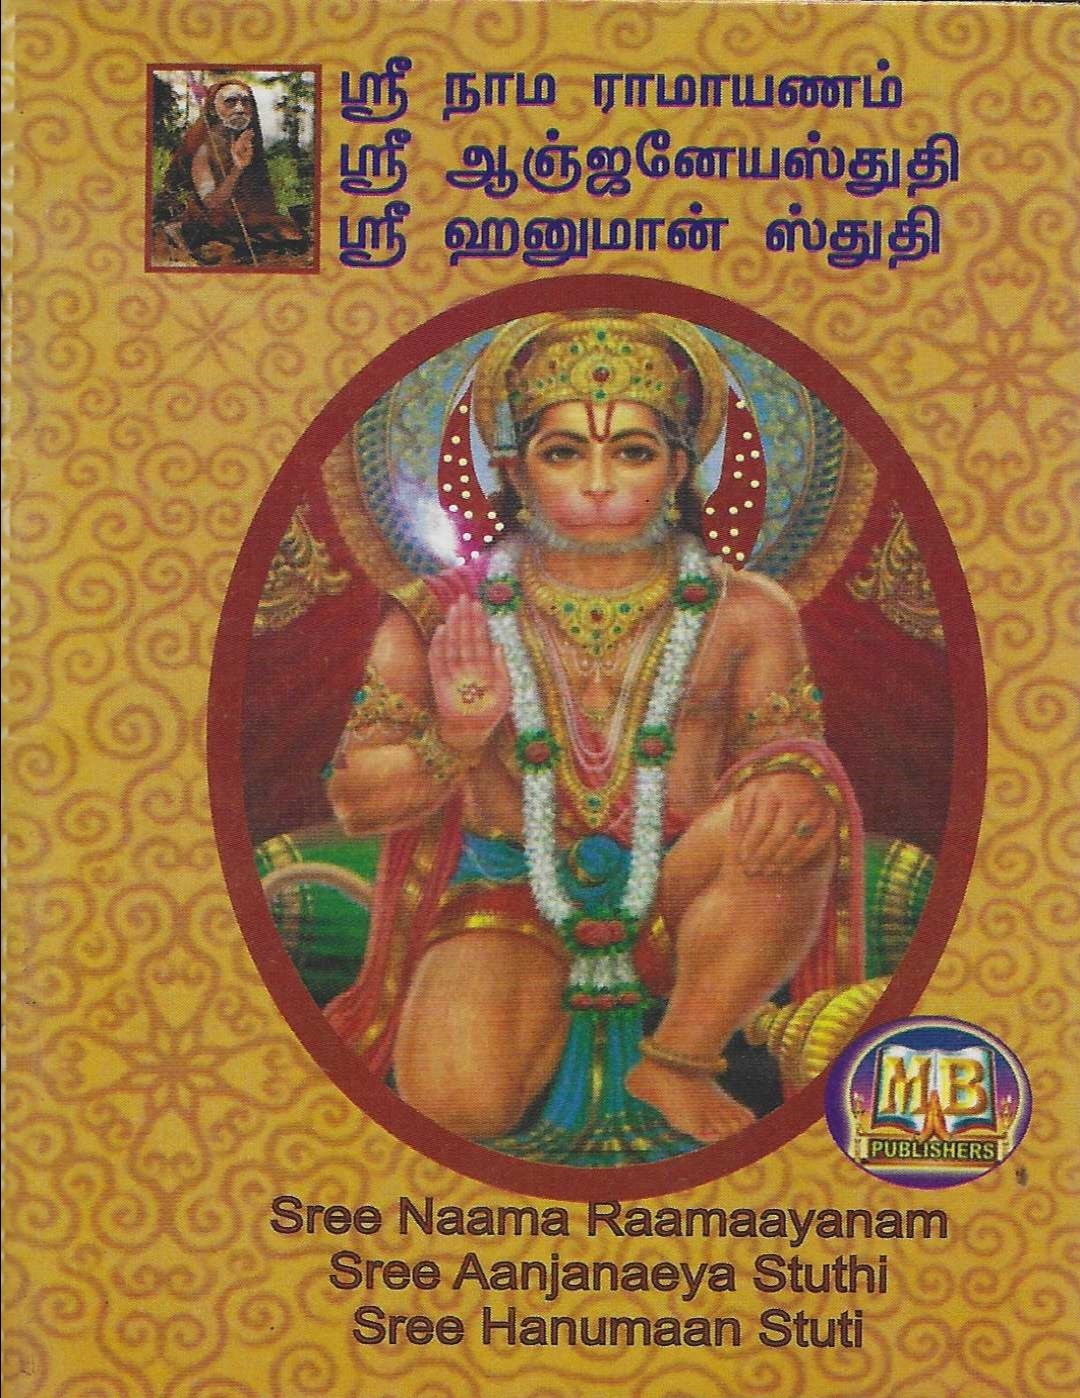 ஸ்ரீ நாம ராமாயணம்
ஸ்ரீ ஆஞ்ஜனேயஸ்துதி
ஸ்ரீ ஹனுமான் ஸ்துதி
MB
PUBLISHERS
Sree Naama Raamaayanam
Sree Aanjanaeya Stuthi
Sree Hanumaan Stuti